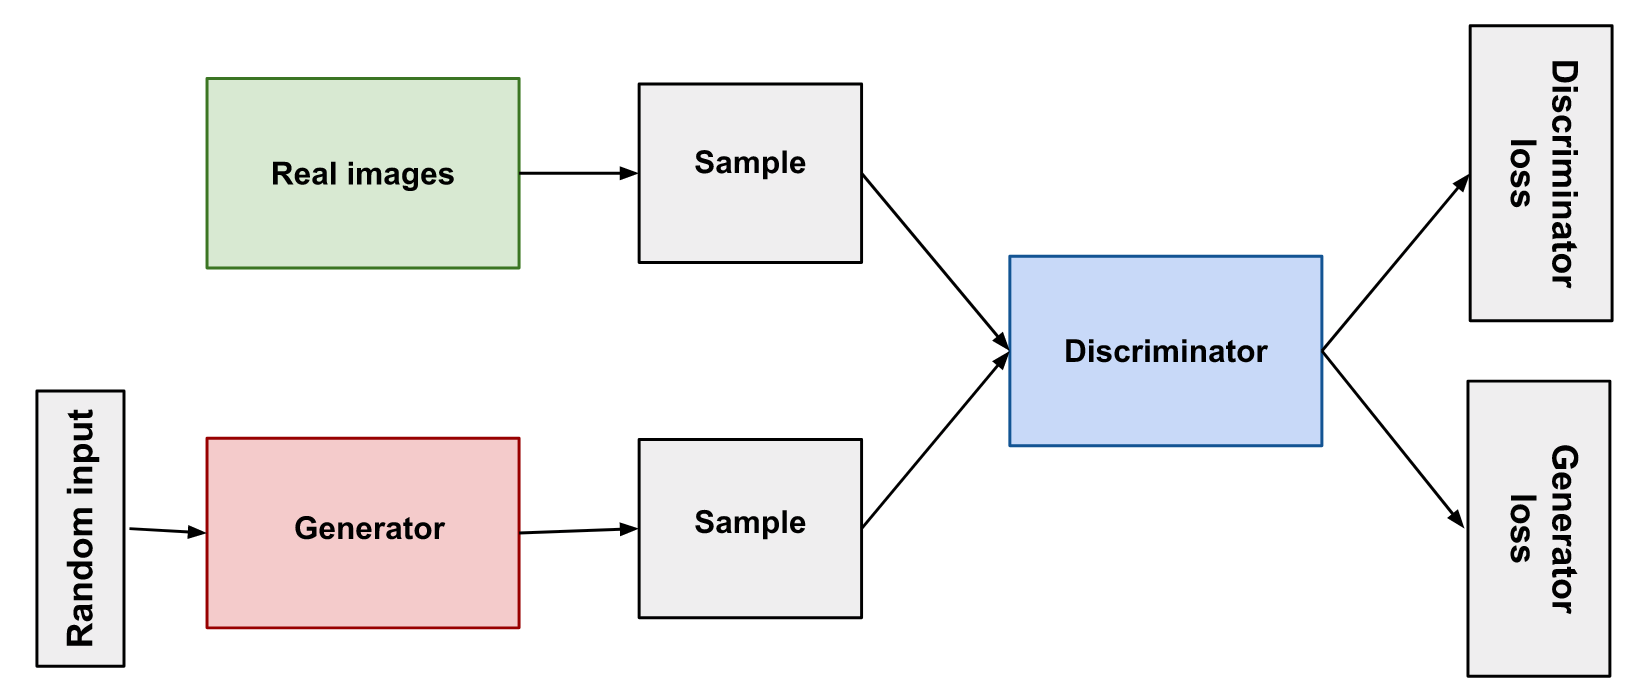 Real images
Sample
Discriminator
loss
Discriminator
Random input
Generator
Sample
Generator
loss